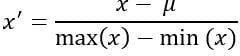 x′ = (x − μ) / (max(x) − min (x))